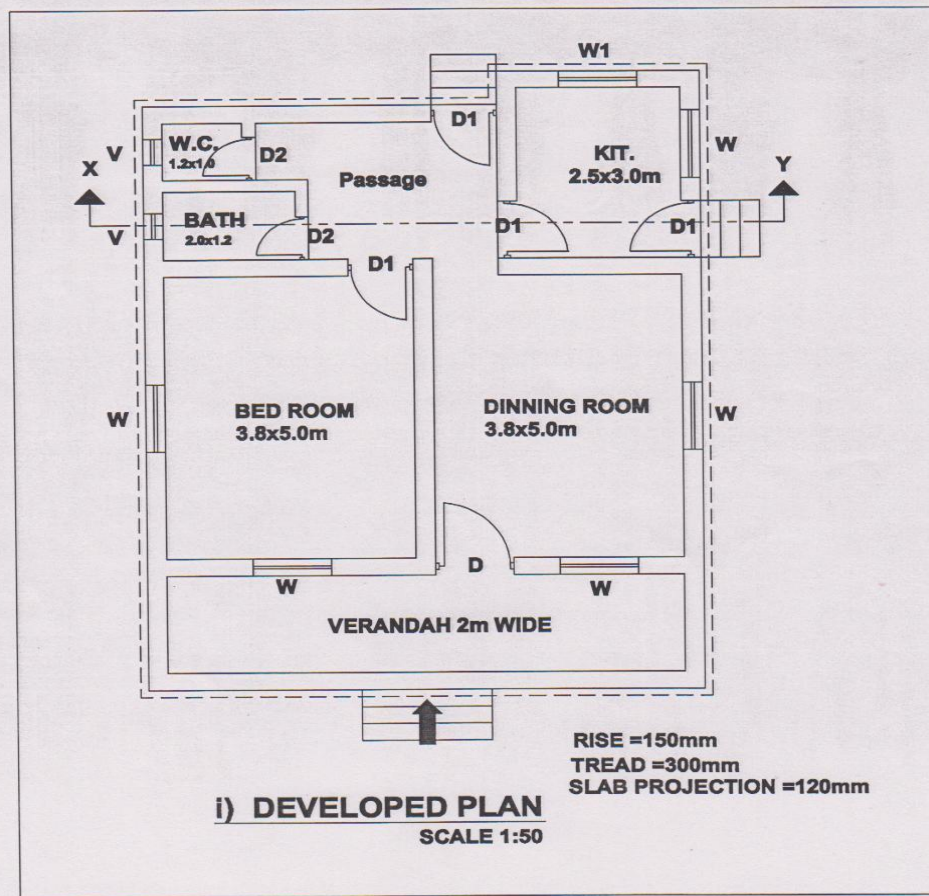 W1
D1
W.C.
1.2x1.0
D2
V
X
Passage
KIT.
2.5x3.0m
W
Y
BATH
2.0x1.2
V
D2
D1
D1
D1
W
BED ROOM
3.8x5.0m
DINNING ROOM
3.8x5.0m
W
D
W
W
VERANDAH 2m WIDE
RISE =150mm
TREAD =300mm
SLAB PROJECTION =120mm
i) DEVELOPED PLAN
SCALE 1:50